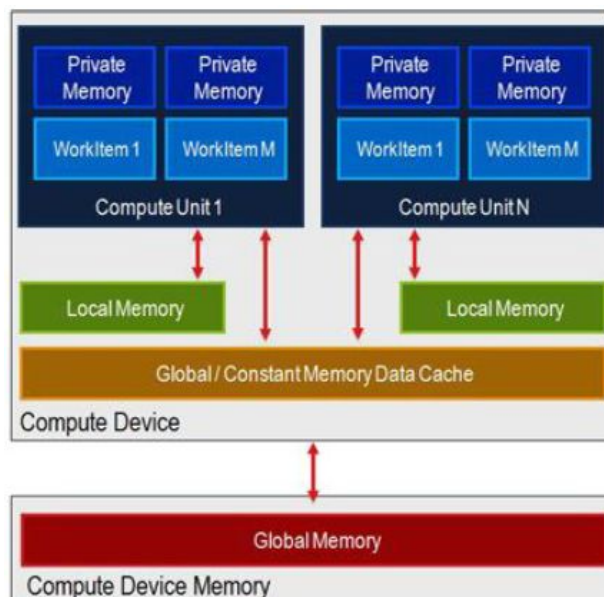 Private Memory
Private Memory
Private Memory
Private Memory
WorkItem 1
WorkItem M
WorkItem 1
WorkItem M
Compute Unit 1
Compute Unit N
Local Memory
Local Memory
Global / Constant Memory Data Cache
Compute Device
Global Memory
Compute Device Memory